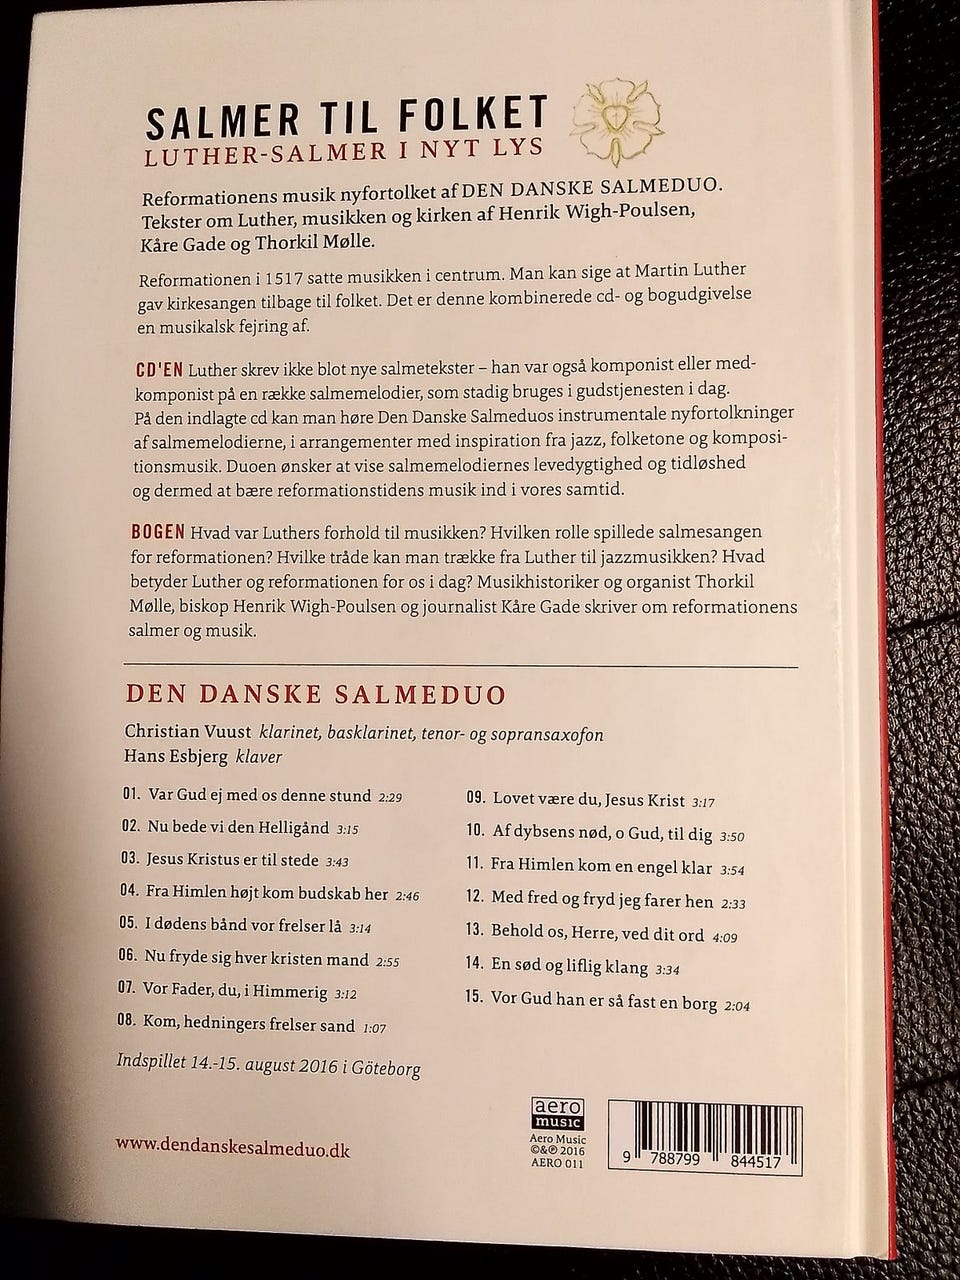 SALMER TIL FOLKET
LUTHER-SALMER I NYT LYS
Reformationens musik nyfortolket af DEN DANSKE SALMEDUO.
Tekster om Luther, musikken og kirken af Henrik Wigh-Poulsen,
Kåre Gade og Thorkil Mølle.
Reformationen i 1517 satte musikken i centrum. Man kan sige at Martin Luther
gav kirkesangen tilbage til folket. Det er denne kombinerede cd- og bogudgivelse
en musikalsk fejring af.
CD'EN Luther skrev ikke blot nye salmetekster – han var også komponist eller med-
komponist på en række salmemelodier, som stadig bruges i gudstjenesten i dag.
På den indlagte cd kan man høre Den Danske Salmeduos instrumentale nyfortolkninger
af salmemelodierne, i arrangementer med inspiration fra jazz, folketone og komposi-
tionsmusik. Duoen ønsker at vise salmemelodiernes levedygtighed og tidløshed
og dermed at bære reformationstidens musik ind i vores samtid.
BOGEN Hvad var Luthers forhold til musikken? Hvilken rolle spillede salmesangen
for reformationen? Hvilke tråde kan man trække fra Luther til jazzmusikken? Hvad
betyder Luther og reformationen for os i dag? Musikhistoriker og organist Thorkil
Mølle, biskop Henrik Wigh-Poulsen og journalist Kåre Gade skriver om reformationens
salmer og musik.
DEN DANSKE SALMEDUO
Christian Vuust klarinet, basklarinet, tenor- og sopransaxofon
Hans Esbjerg klaver
01. Var Gud ej med os denne stund 2:29
02. Nu bede vi den Helligånd 3:15
03. Jesus Kristus er til stede 3:43
04. Fra Himlen højt kom budskab her 2:46
05. I dødens bånd vor frelser lå 3:14
06. Nu fryde sig hver kristen mand 2:55
07. Vor Fader, du, i Himmerig 3:12
08. Kom, hedningers frelser sand 1:07
09. Lovet være du, Jesus Krist 3:17
10. Af dybsens nød, o Gud, til dig 3:50
11. Fra Himlen kom en engel klar 3:54
12. Med fred og fryd jeg farer hen 2:33
13. Behold os, Herre, ved dit ord 4:09
14. En sød og liflig klang 3:34
15. Vor Gud han er så fast en borg 2:04
Indspillet 14.-15. august 2016 i Göteborg
www.dendanskesalmeduo.dk
aero
music
Aero Music
©&℗ 2016
AERO 011
9 788799 844517